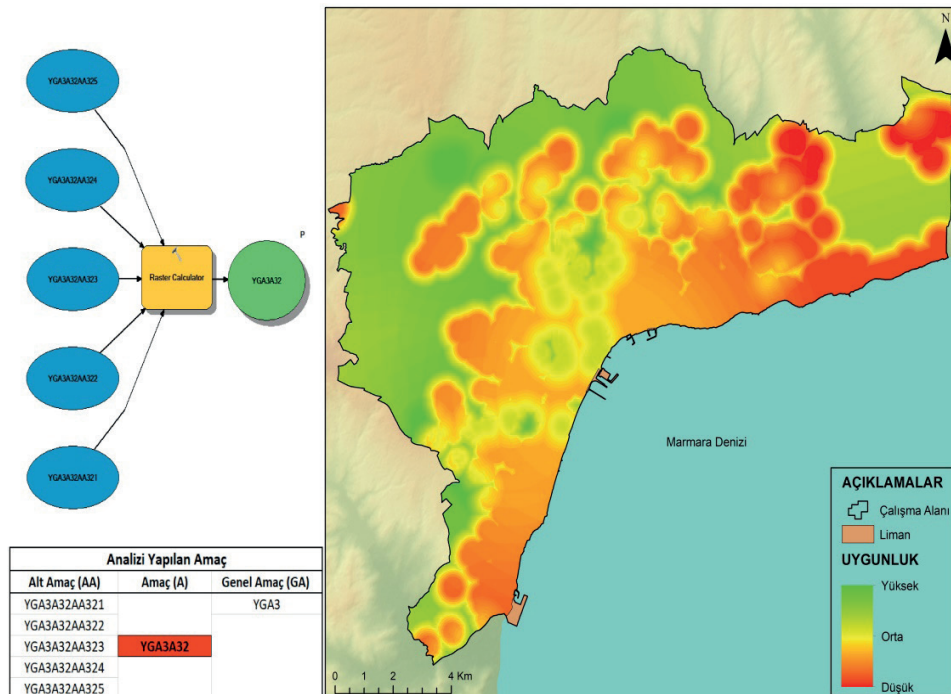 YGA3A32AA325
YGA3A32AA324
YGA3A32AA323
YGA3A32AA322
YGA3A32AA321
Raster Calculator
P
YGA3A32
Analizi Yapılan Amaç
Alt Amaç (AA) Amaç (A) Genel Amaç (GA)
YGA3A32AA321 YGA3
YGA3A32AA322
YGA3A32AA323 YGA3A32
YGA3A32AA324
YGA3A32AA325
N
Marmara Denizi
AÇIKLAMALAR
Çalışma Alanı
Liman
UYGUNLUK
Yüksek
Orta
Düşük
0 2 4 Km